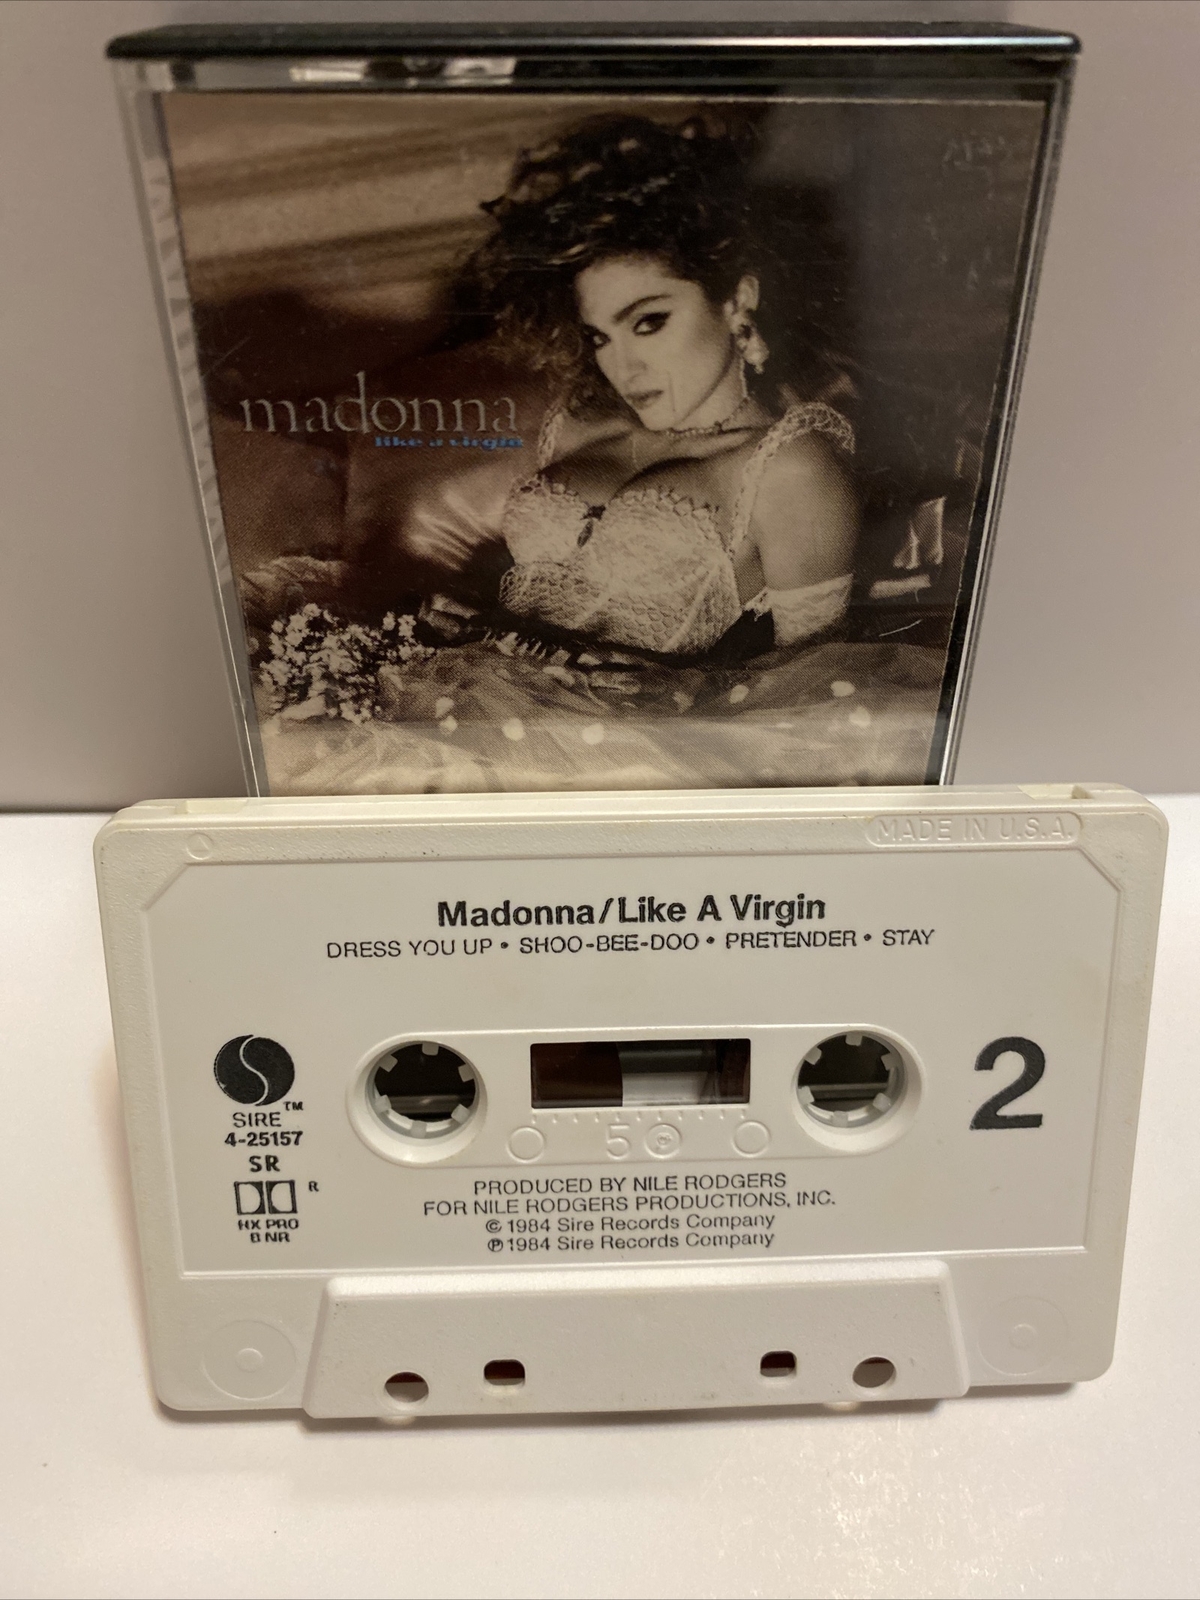 madonna
like a virgin
MADE IN U.S.A.
Madonna/Like A Virgin
DRESS YOU UP • SHOO-BEE-DOO • PRETENDER • STAY
SIRE™
4-25157
SR
R
HX PRO
B NR
2
50 P
PRODUCED BY NILE RODGERS
FOR NILE RODGERS PRODUCTIONS, INC.
© 1984 Sire Records Company
℗ 1984 Sire Records Company